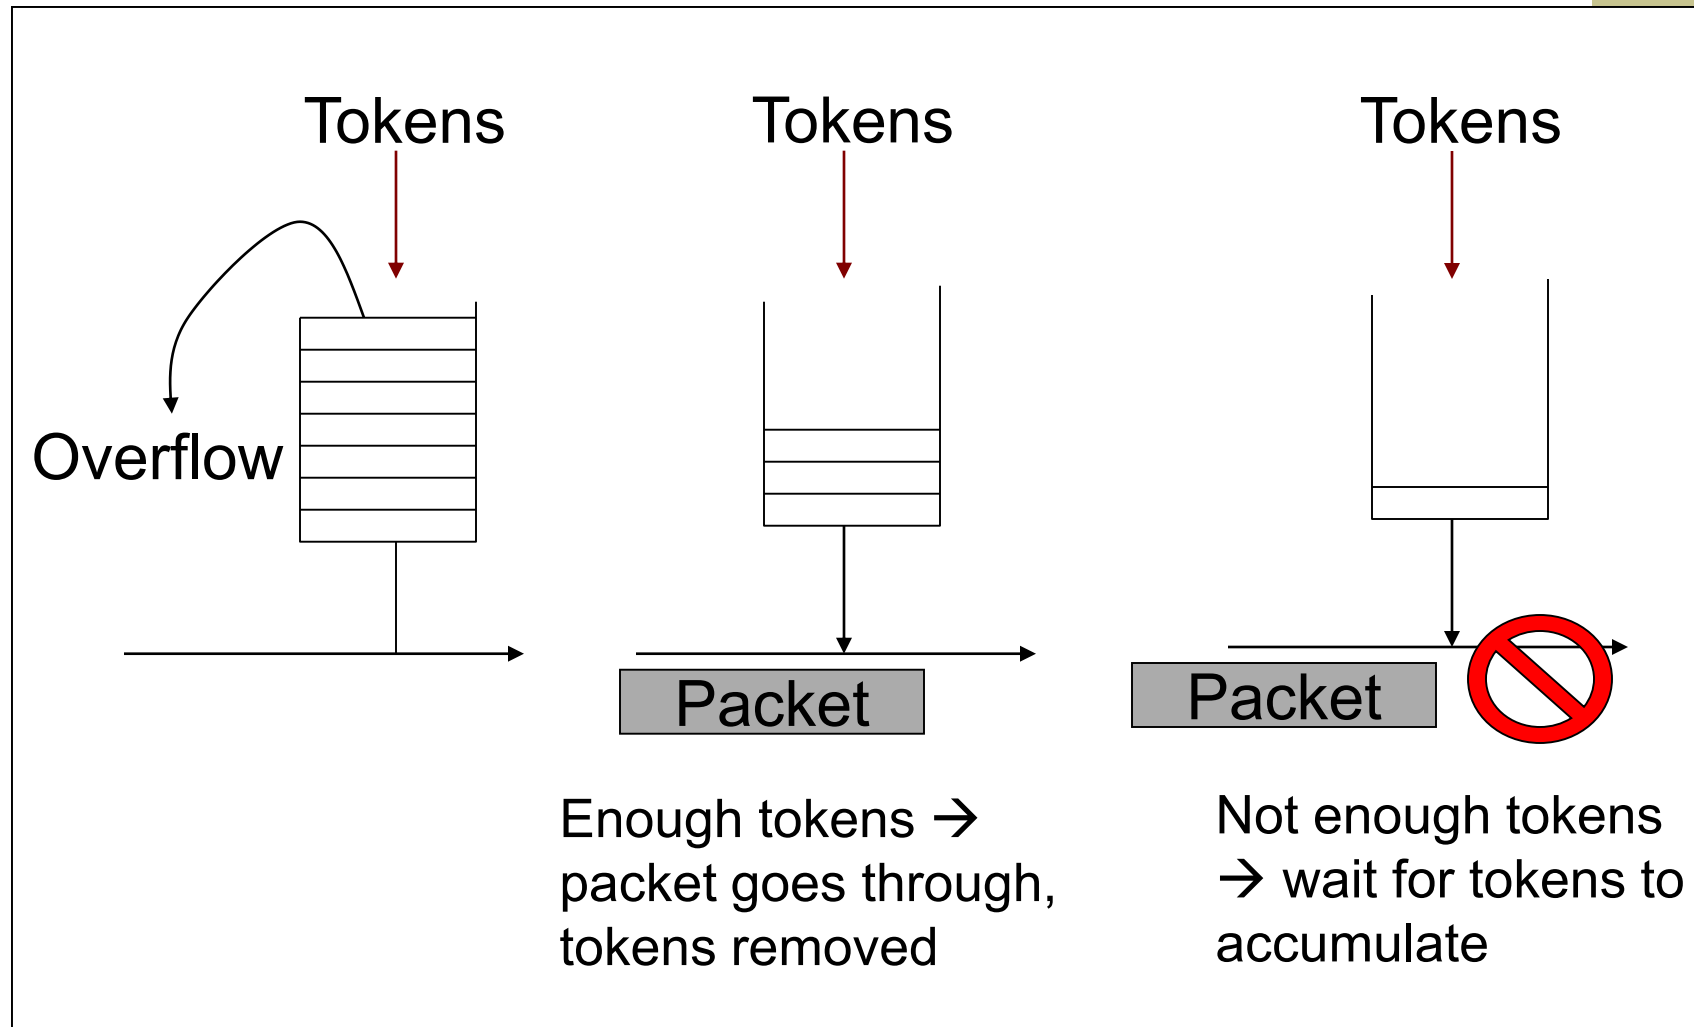 Tokens
Tokens
Tokens
Overflow
Packet
Packet
Enough tokens →
packet goes through,
tokens removed
Not enough tokens
→ wait for tokens to
accumulate